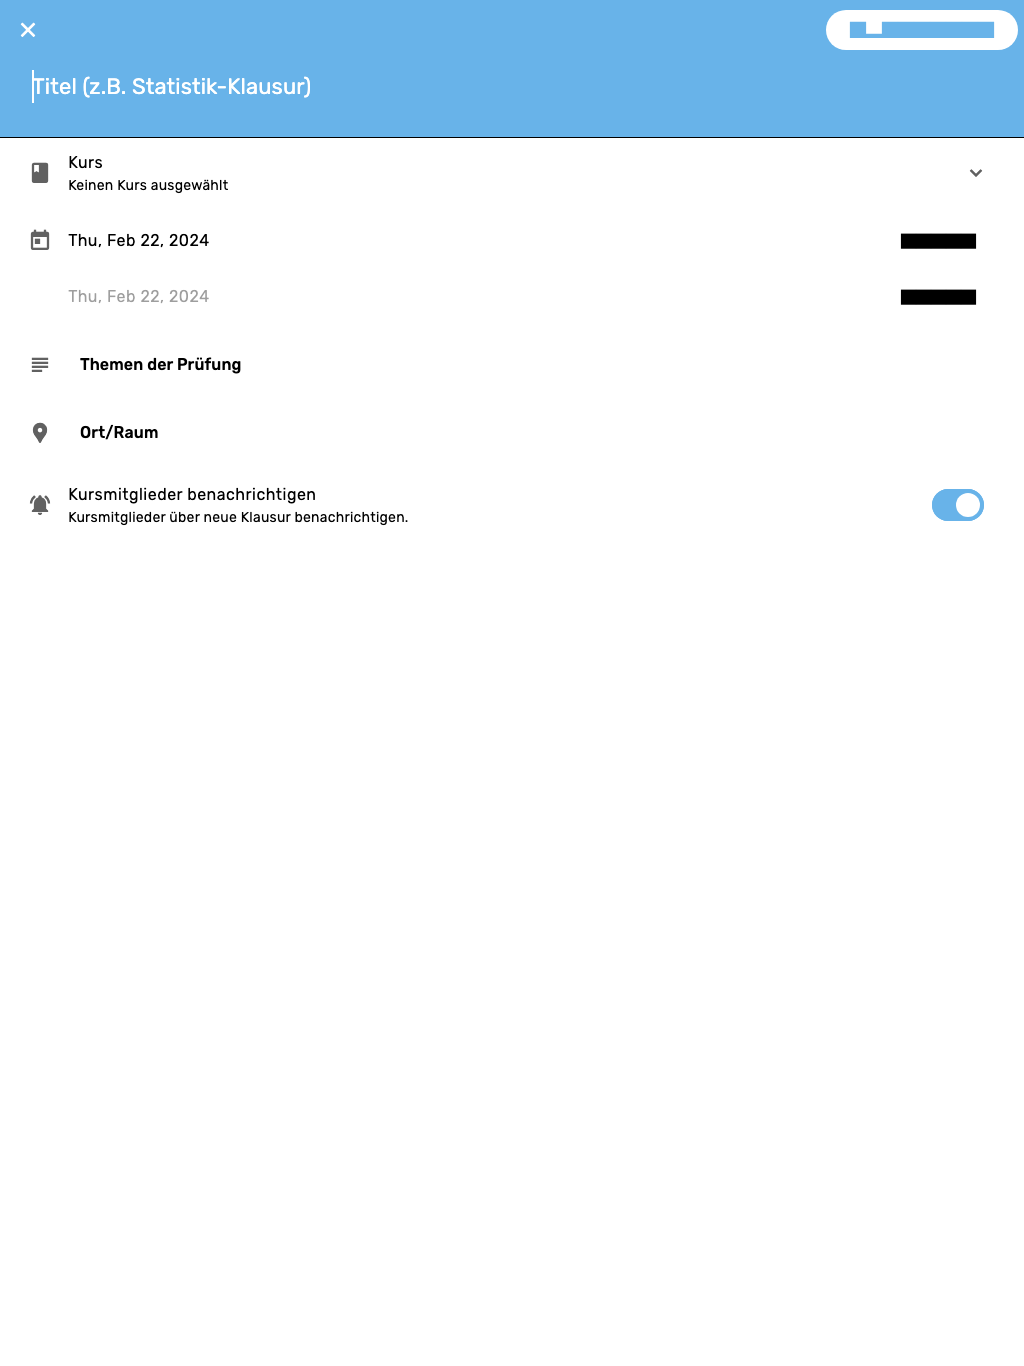 Titel (z.B. Statistik-Klausur)
Kurs
Keinen Kurs ausgewählt
Thu, Feb 22, 2024
Thu, Feb 22, 2024
Themen der Prüfung
Ort/Raum
Kursmitglieder benachrichtigen
Kursmitglieder über neue Klausur benachrichtigen.